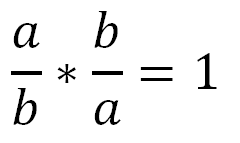 a/b * b/a = 1